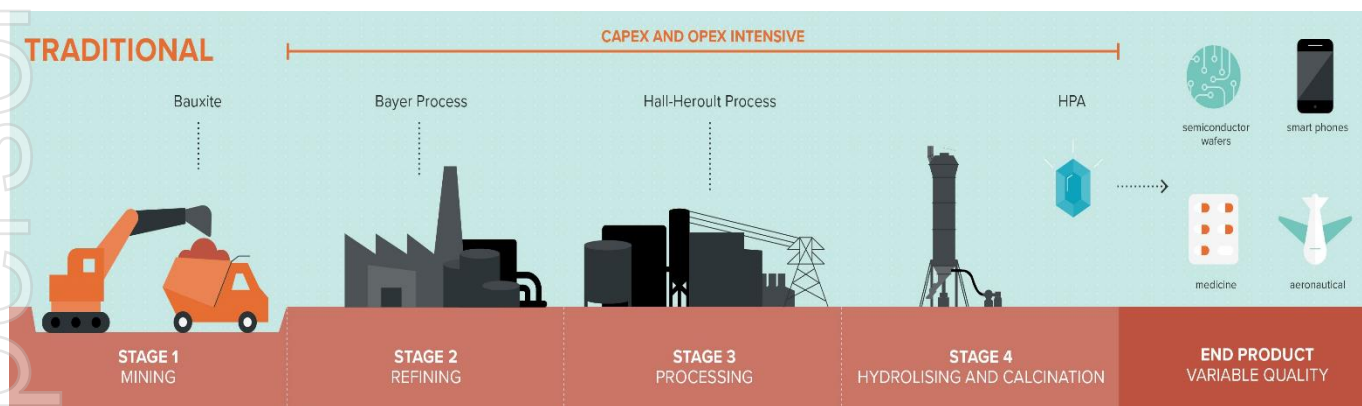 TRADITIONAL
CAPEX AND OPEX INTENSIVE
Bauxite
Bayer Process
Hall-Heroult Process
HPA
semiconductor
wafers
smart phones
medicine
aeronautical
STAGE 1
MINING
STAGE 2
REFINING
STAGE 3
PROCESSING
STAGE 4
HYDROLISING AND CALCINATION
END PRODUCT
VARIABLE QUALITY